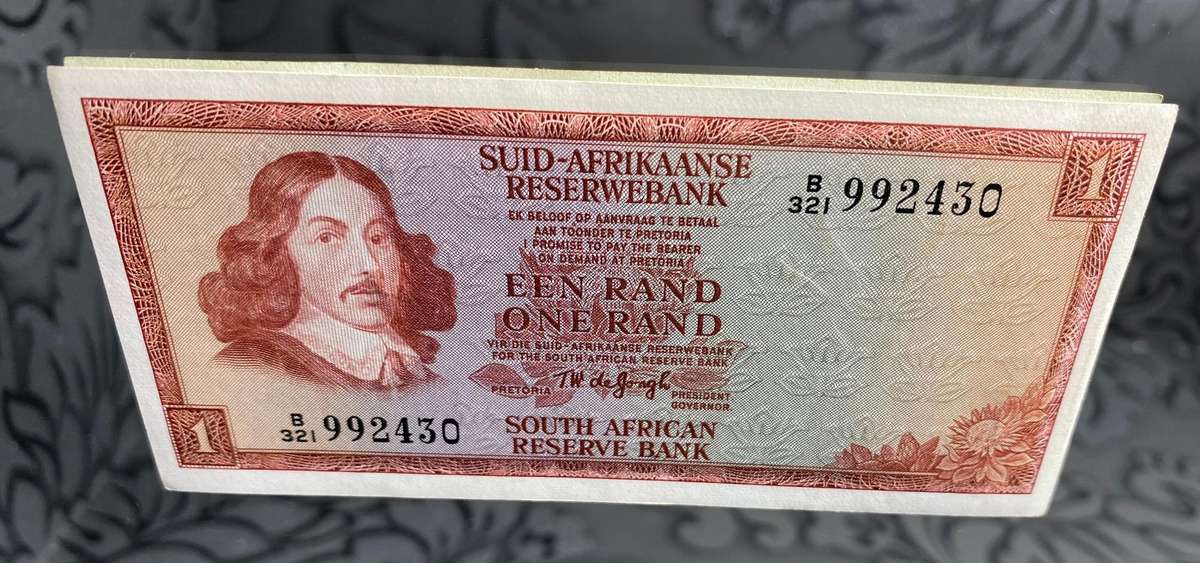 1
SUID-AFRIKAANSE
RESERWEBANK
B
321 992430
EK BELOOF OP AANVRAAG TE BETAAL
AAN TOONDER TE PRETORIA
I PROMISE TO PAY THE BEARER
ON DEMAND AT PRETORIA
EEN RAND
ONE RAND
VIR DIE SUID-AFRIKAANSE RESERWEBANK
FOR THE SOUTH AFRICAN RESERVE BANK
PRETORIA TW de Jongh PRESIDENT
GOVERNOR.
B
321 992430
SOUTH AFRICAN
RESERVE BANK
1